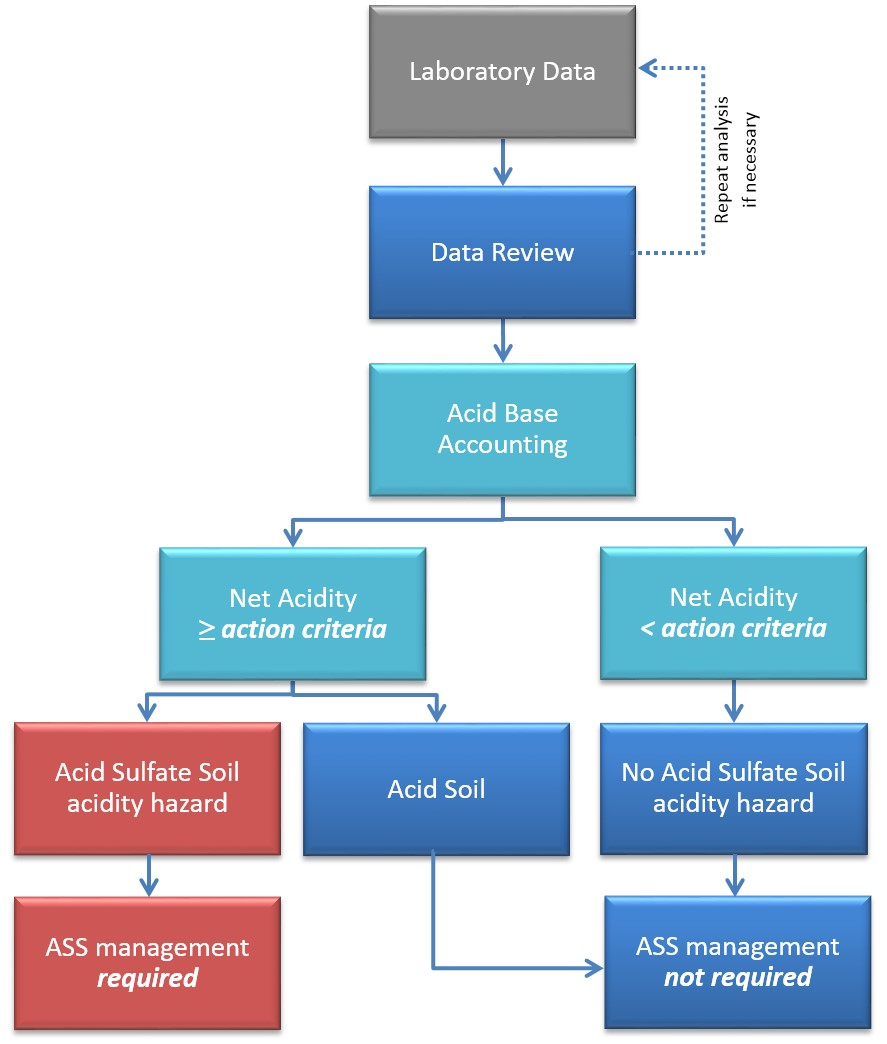 Laboratory Data
Repeat analysis
if necessary
Data Review
Acid Base
Accounting
Net Acidity
≥ action criteria
Net Acidity
< action criteria
Acid Sulfate Soil
acidity hazard
Acid Soil
No Acid Sulfate Soil
acidity hazard
ASS management
required
ASS management
not required